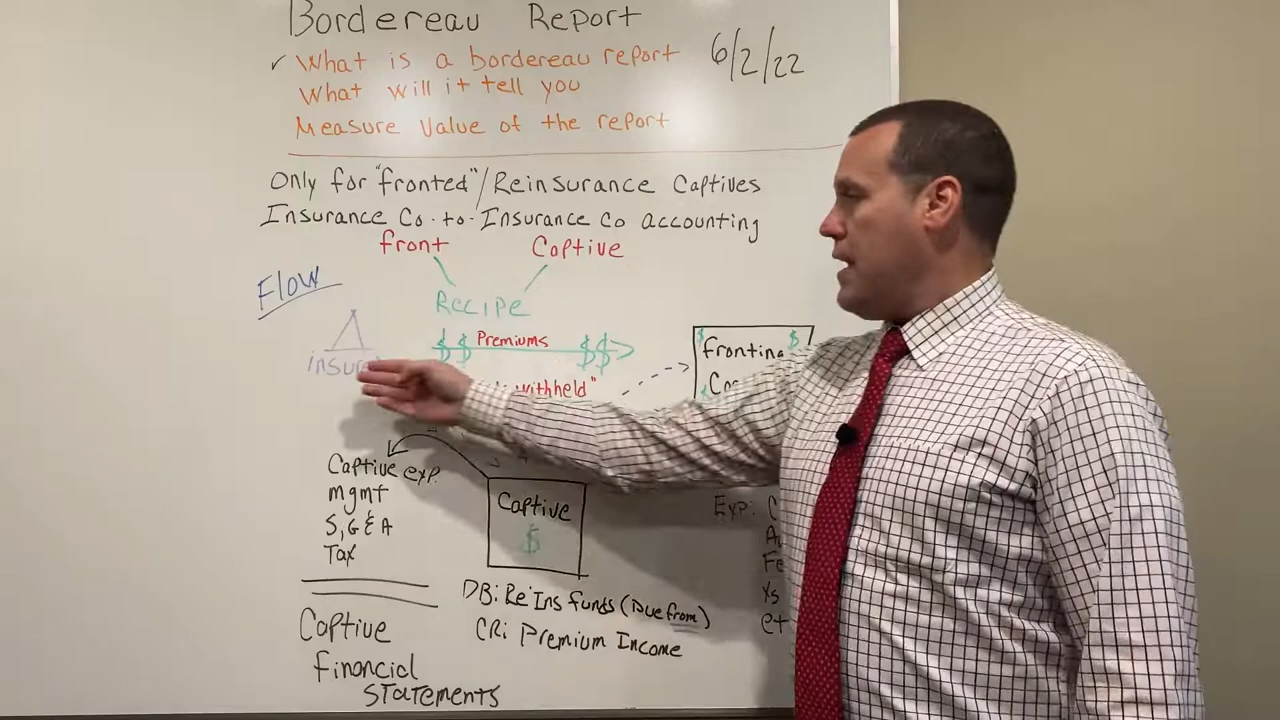 Bordereau Report
✓ What is a bordereau report
6/2/22
What will it tell you
Measure Value of the report
Only for "fronted"/Reinsurance Captives
Insurance Co. to Insurance Co accounting
front Captive
Flow
Recipe
$$ Premiums $$
$ Fronting $
withheld"
Captive exp.
mgmt
S, G & A
Tax
Captive
$
Exp:
DB: Re Ins funds (Due from)
CR: Premium Income
Captive
financial
Statements